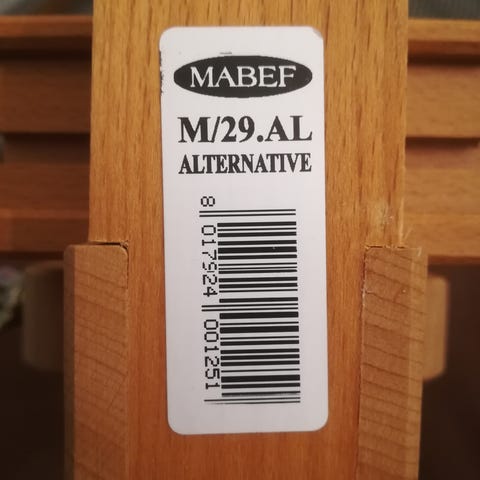 MABEF
M/29.AL
ALTERNATIVE
8 017924 001251